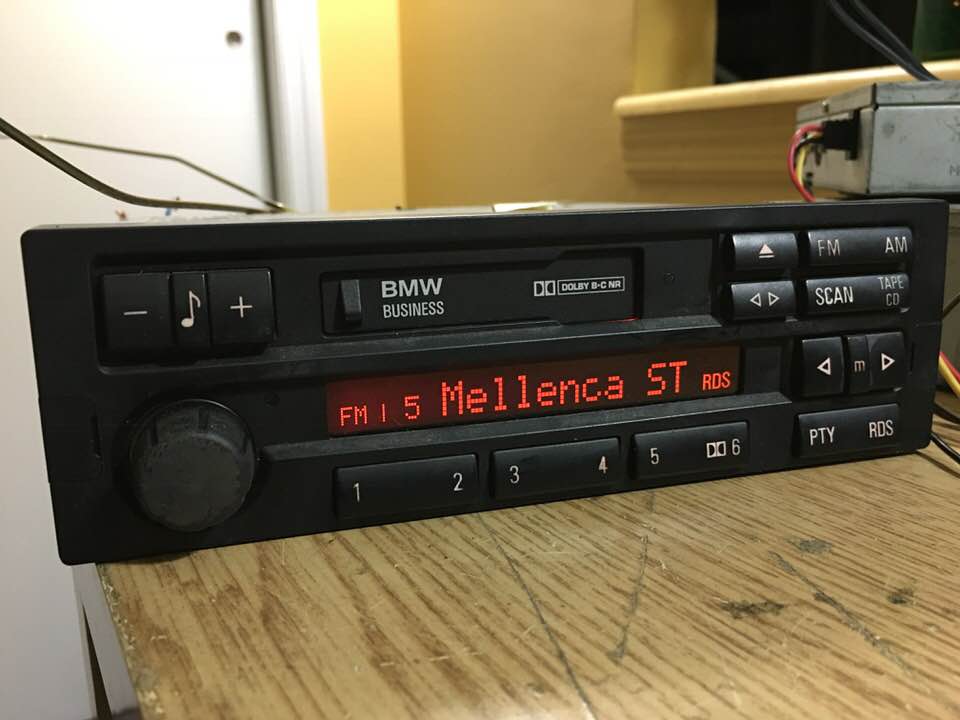 BMW
BUSINESS
DOLBY B·C NR
FM AM
SCAN
TAPE
CD
− +
FM 1 5 Mellenca ST RDS
m
PTY RDS
1 2
3 4
5 6